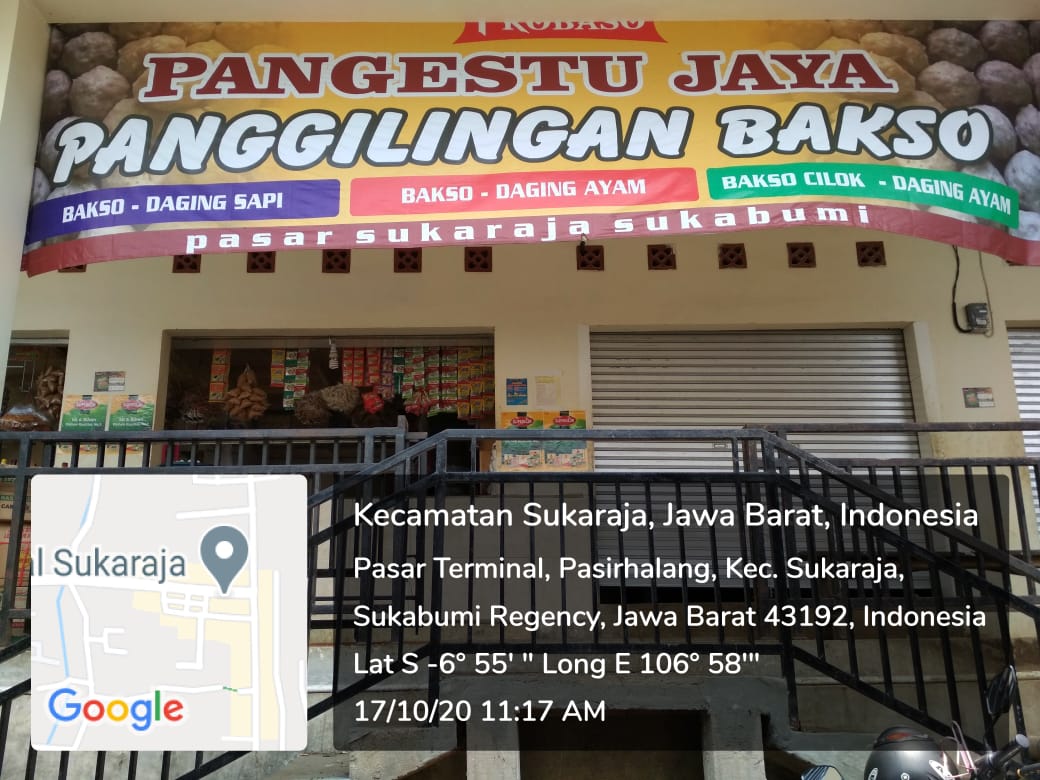 PROBASO
PANGESTU JAYA
PANGGILINGAN BAKSO
BAKSO - DAGING SAPI
BAKSO - DAGING AYAM
BAKSO CILOK - DAGING AYAM
pasar sukaraja sukabumi
Kecamatan Sukaraja, Jawa Barat, Indonesia
Pasar Terminal, Pasirhalang, Kec. Sukaraja,
Sukabumi Regency, Jawa Barat 43192, Indonesia
Lat S -6° 55' " Long E 106° 58'"
17/10/20 11:17 AM
l Sukaraja
Google